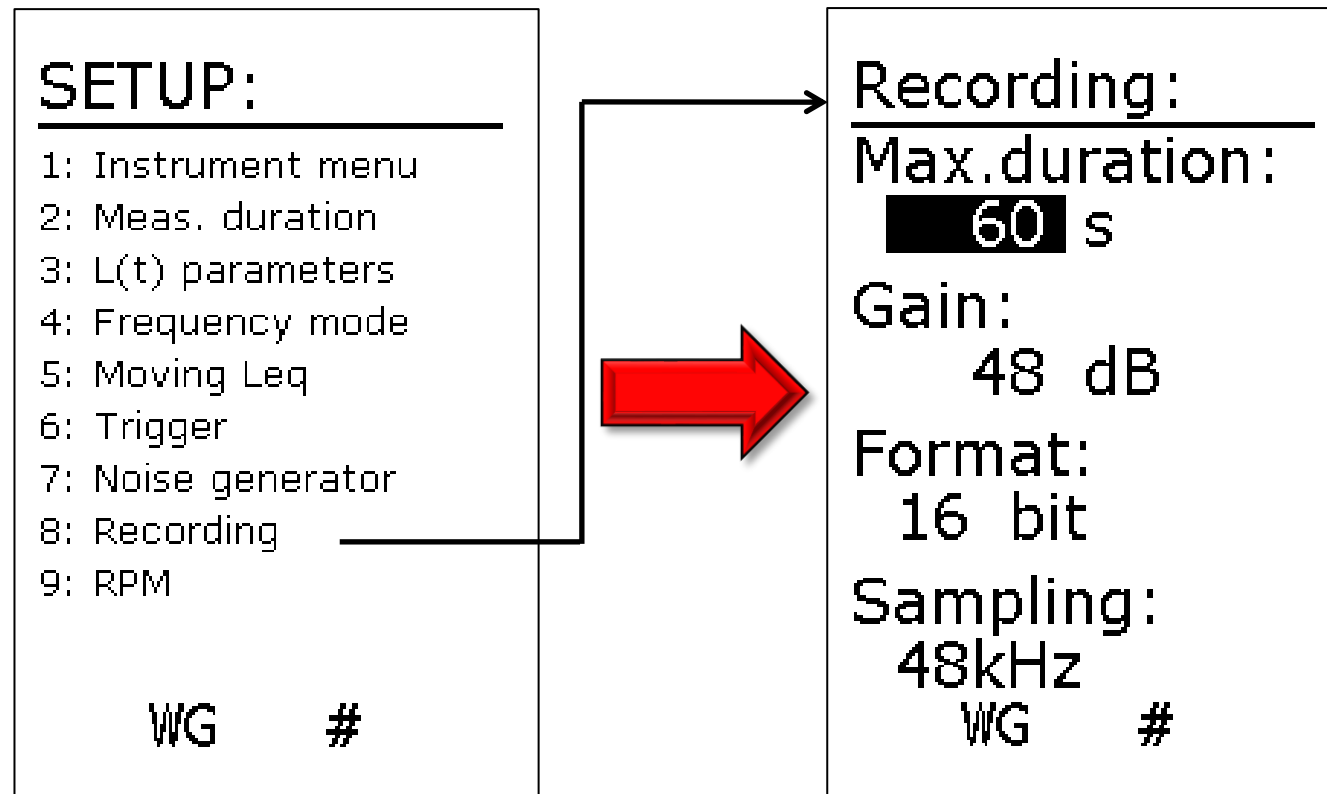 SETUP:
1: Instrument menu
2: Meas. duration
3: L(t) parameters
4: Frequency mode
5: Moving Leq
6: Trigger
7: Noise generator
8: Recording
9: RPM
WG #
Recording:
Max.duration:
60 s
Gain:
48 dB
Format:
16 bit
Sampling:
48kHz
WG #